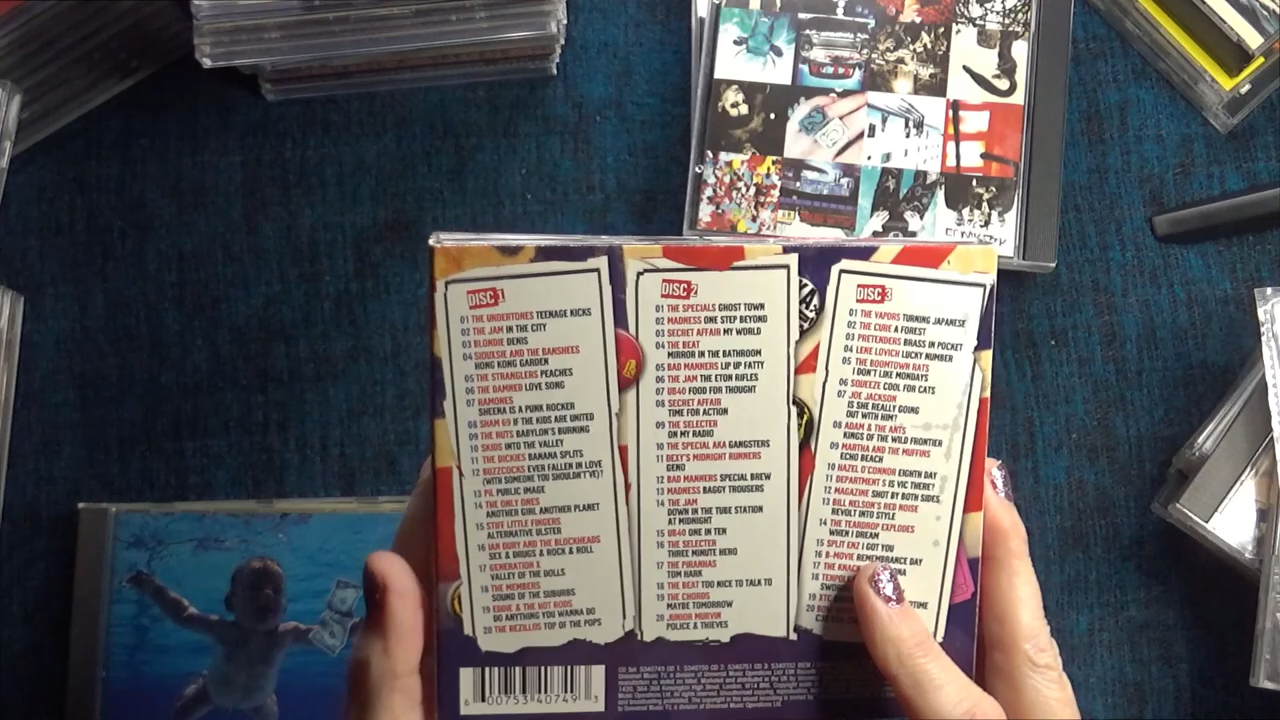 DISC 1
01 THE UNDERTONES TEENAGE KICKS
02 THE JAM IN THE CITY
03 BLONDIE DENIS
04 SIOUXSIE AND THE BANSHEES
HONG KONG GARDEN
05 THE STRANGLERS PEACHES
06 THE DAMNED LOVE SONG
07 RAMONES
SHEENA IS A PUNK ROCKER
08 SHAM 69 IF THE KIDS ARE UNITED
09 THE RUTS BABYLON'S BURNING
10 SKIDS INTO THE VALLEY
11 THE DICKIES BANANA SPLITS
12 BUZZCOCKS EVER FALLEN IN LOVE
(WITH SOMEONE YOU SHOULDN'T'VE)?
13 PIL PUBLIC IMAGE
14 THE ONLY ONES
ANOTHER GIRL ANOTHER PLANET
15 STIFF LITTLE FINGERS
ALTERNATIVE ULSTER
16 IAN DURY AND THE BLOCKHEADS
SEX & DRUGS & ROCK & ROLL
17 GENERATION X
VALLEY OF THE DOLLS
18 THE MEMBERS
SOUND OF THE SUBURBS
19 EDDIE & THE HOT RODS
DO ANYTHING YOU WANNA DO
20 THE REZILLOS TOP OF THE POPS
DISC 2
01 THE SPECIALS GHOST TOWN
02 MADNESS ONE STEP BEYOND
03 SECRET AFFAIR MY WORLD
04 THE BEAT
MIRROR IN THE BATHROOM
05 BAD MANNERS LIP UP FATTY
06 THE JAM THE ETON RIFLES
07 UB40 FOOD FOR THOUGHT
08 SECRET AFFAIR
TIME FOR ACTION
09 THE SELECTER
ON MY RADIO
10 THE SPECIAL AKA GANGSTERS
11 DEXY'S MIDNIGHT RUNNERS
GENO
12 BAD MANNERS SPECIAL BREW
13 MADNESS BAGGY TROUSERS
14 THE JAM
DOWN IN THE TUBE STATION
AT MIDNIGHT
15 UB40 ONE IN TEN
16 THE SELECTER
THREE MINUTE HERO
17 THE PIRANHAS
TOM HARK
18 THE BEAT TOO NICE TO TALK TO
19 THE CHORDS
MAYBE TOMORROW
20 JUNIOR MURVIN
POLICE & THIEVES
DISC 3
01 THE VAPORS TURNING JAPANESE
02 THE CURE A FOREST
03 PRETENDERS BRASS IN POCKET
04 LENE LOVICH LUCKY NUMBER
05 THE BOOMTOWN RATS
I DON'T LIKE MONDAYS
06 SQUEEZE COOL FOR CATS
07 JOE JACKSON
IS SHE REALLY GOING
OUT WITH HIM?
08 ADAM & THE ANTS
KINGS OF THE WILD FRONTIER
09 MARTHA AND THE MUFFINS
ECHO BEACH
10 HAZEL O'CONNOR EIGHTH DAY
11 DEPARTMENT S IS VIC THERE?
12 MAGAZINE SHOT BY BOTH SIDES
13 BILL NELSON'S RED NOISE
REVOLT INTO STYLE
14 THE TEARDROP EXPLODES
WHEN I DREAM
15 SPLIT ENZ I GOT YOU
16 B-MOVIE REMEMBRANCE DAY
17 THE KNACK
18
19 XTC
20
6 00753 40749 3